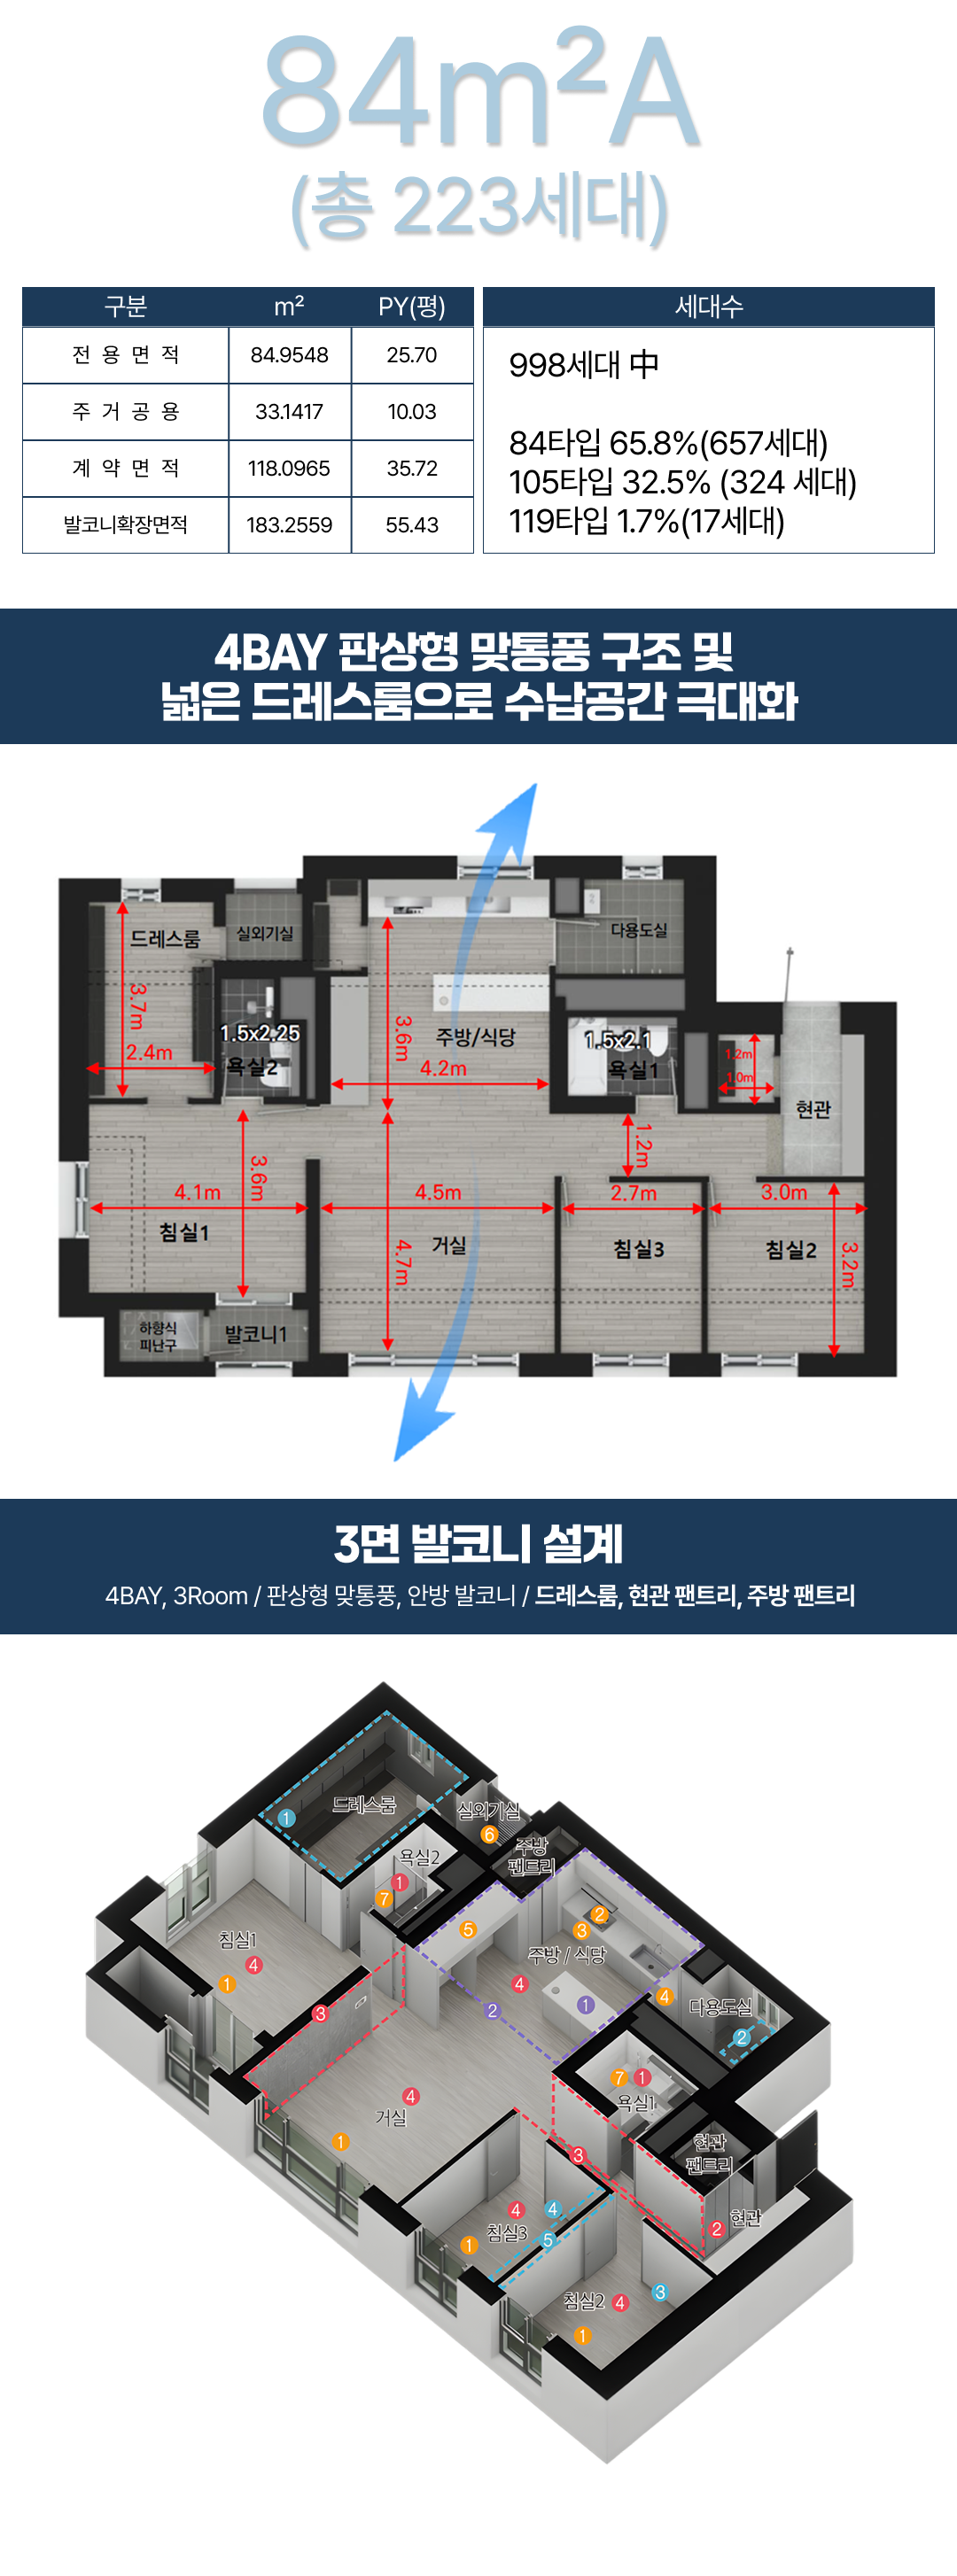 84m²A
(총 223세대)
구분 m² PY(평)
전 용 면 적 84.9548 25.70
주 거 공 용 33.1417 10.03
계 약 면 적 118.0965 35.72
발코니확장면적 183.2559 55.43
세대수
998세대 中
84타입 65.8%(657세대)
105타입 32.5% (324 세대)
119타입 1.7%(17세대)
4BAY 판상형 맞통풍 구조 및
넓은 드레스룸으로 수납공간 극대화
드레스룸
실외기실
다용도실
3.7m
2.4m
1.5x2.25
욕실2
3.6m
주방/식당
4.2m
1.5x2.1
욕실1
1.2m
1.0m
현관
1.2m
3.6m
4.1m
침실1
4.5m
거실
4.7m
2.7m
침실3
3.0m
침실2
3.2m
하향식
피난구
발코니1
3면 발코니 설계
4BAY, 3Room / 판상형 맞통풍, 안방 발코니 / 드레스룸, 현관 팬트리, 주방 팬트리
드레스룸
1
실외기실
6
주방
팬트리
욕실2
1
7
5
2
3
주방 / 식당
침실1
4
1
3
4
2
1
4
다용도실
2
7 1
욕실1
4
거실
1
현관
팬트리
3
2 현관
4 4
침실3
1
5
3
침실2 4
1